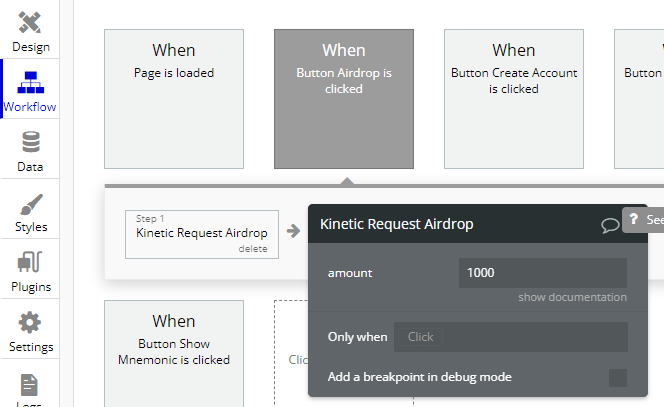 Design
Workflow
Data
Styles
Plugins
Settings
Logs
When
Page is loaded
When
Button Airdrop is
clicked
When
Button Create Account
is clicked
Button
Step 1
Kinetic Request Airdrop
delete
Kinetic Request Airdrop
? See
amount
1000
show documentation
Only when
Click
Add a breakpoint in debug mode
When
Button Show
Mnemonic is clicked
Clic